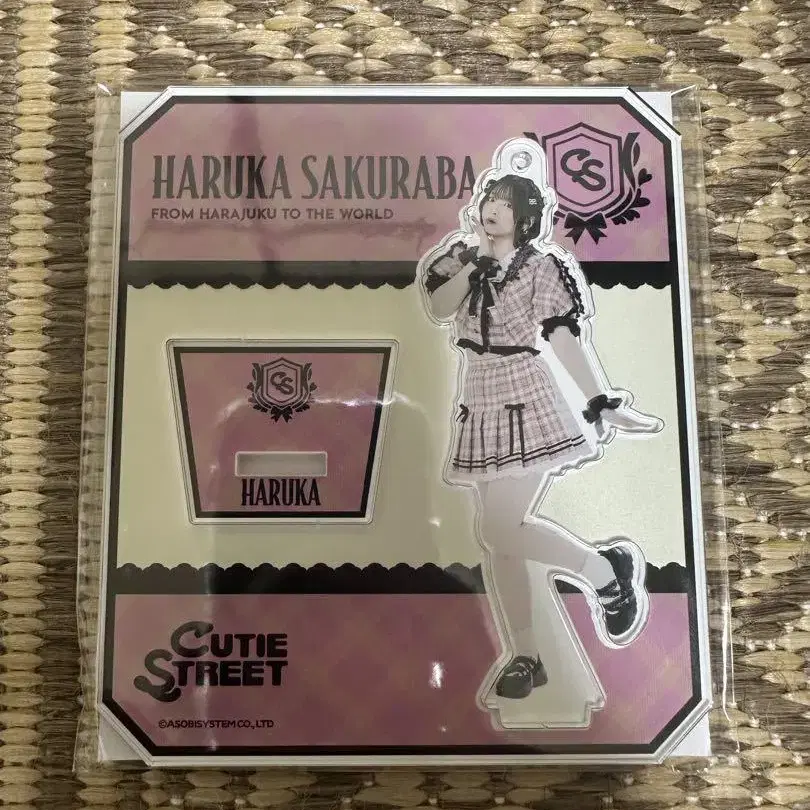 HARUKA SAKURABA
FROM HARAJUKU TO THE WORLD
CS
CS
HARUKA
CUTIE
STREET
©ASOBISYSTEM CO., LTD